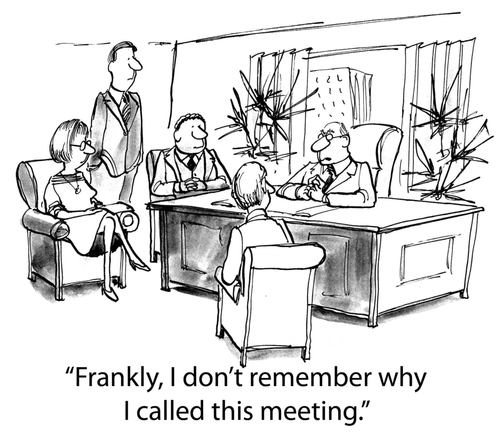 “Frankly, I don’t remember why
I called this meeting.”